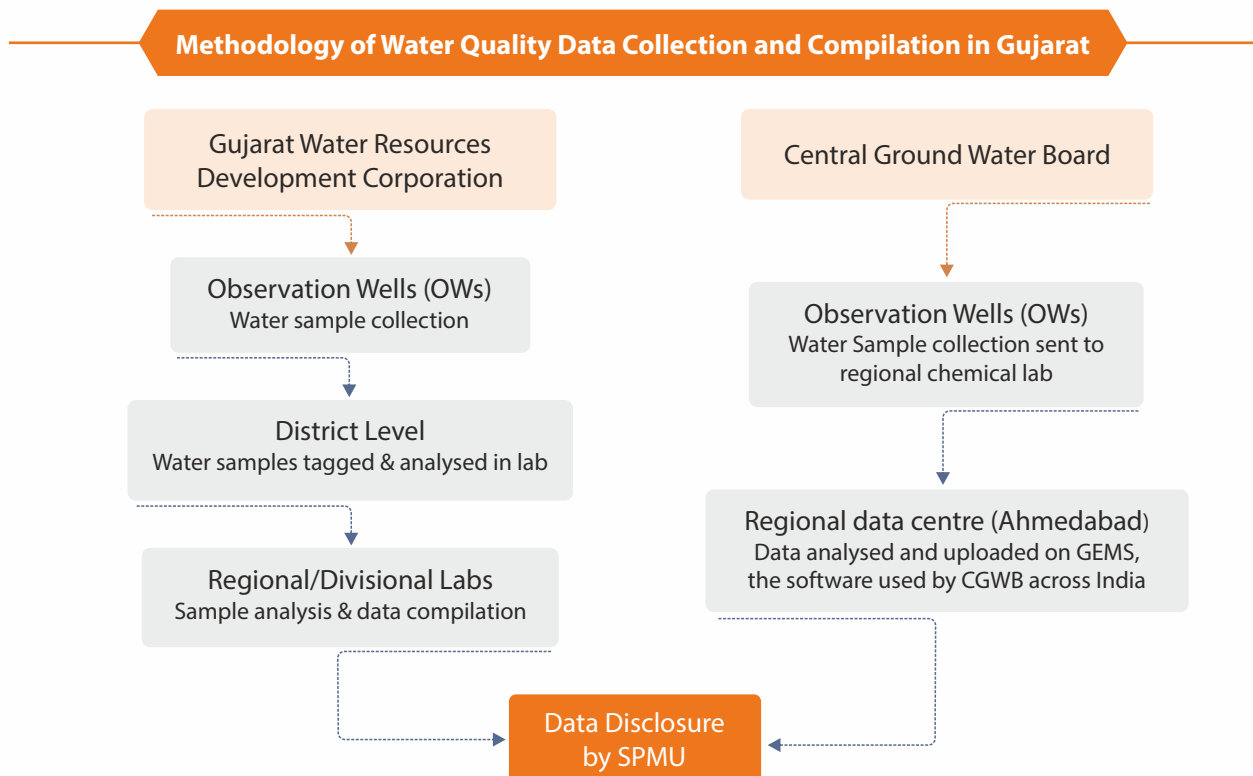 Methodology of Water Quality Data Collection and Compilation in Gujarat
Gujarat Water Resources
Development Corporation
Observation Wells (OWs)
Water sample collection
District Level
Water samples tagged & analysed in lab
Regional/Divisional Labs
Sample analysis & data compilation
Central Ground Water Board
Observation Wells (OWs)
Water Sample collection sent to
regional chemical lab
Regional data centre (Ahmedabad)
Data analysed and uploaded on GEMS,
the software used by CGWB across India
Data Disclosure
by SPMU